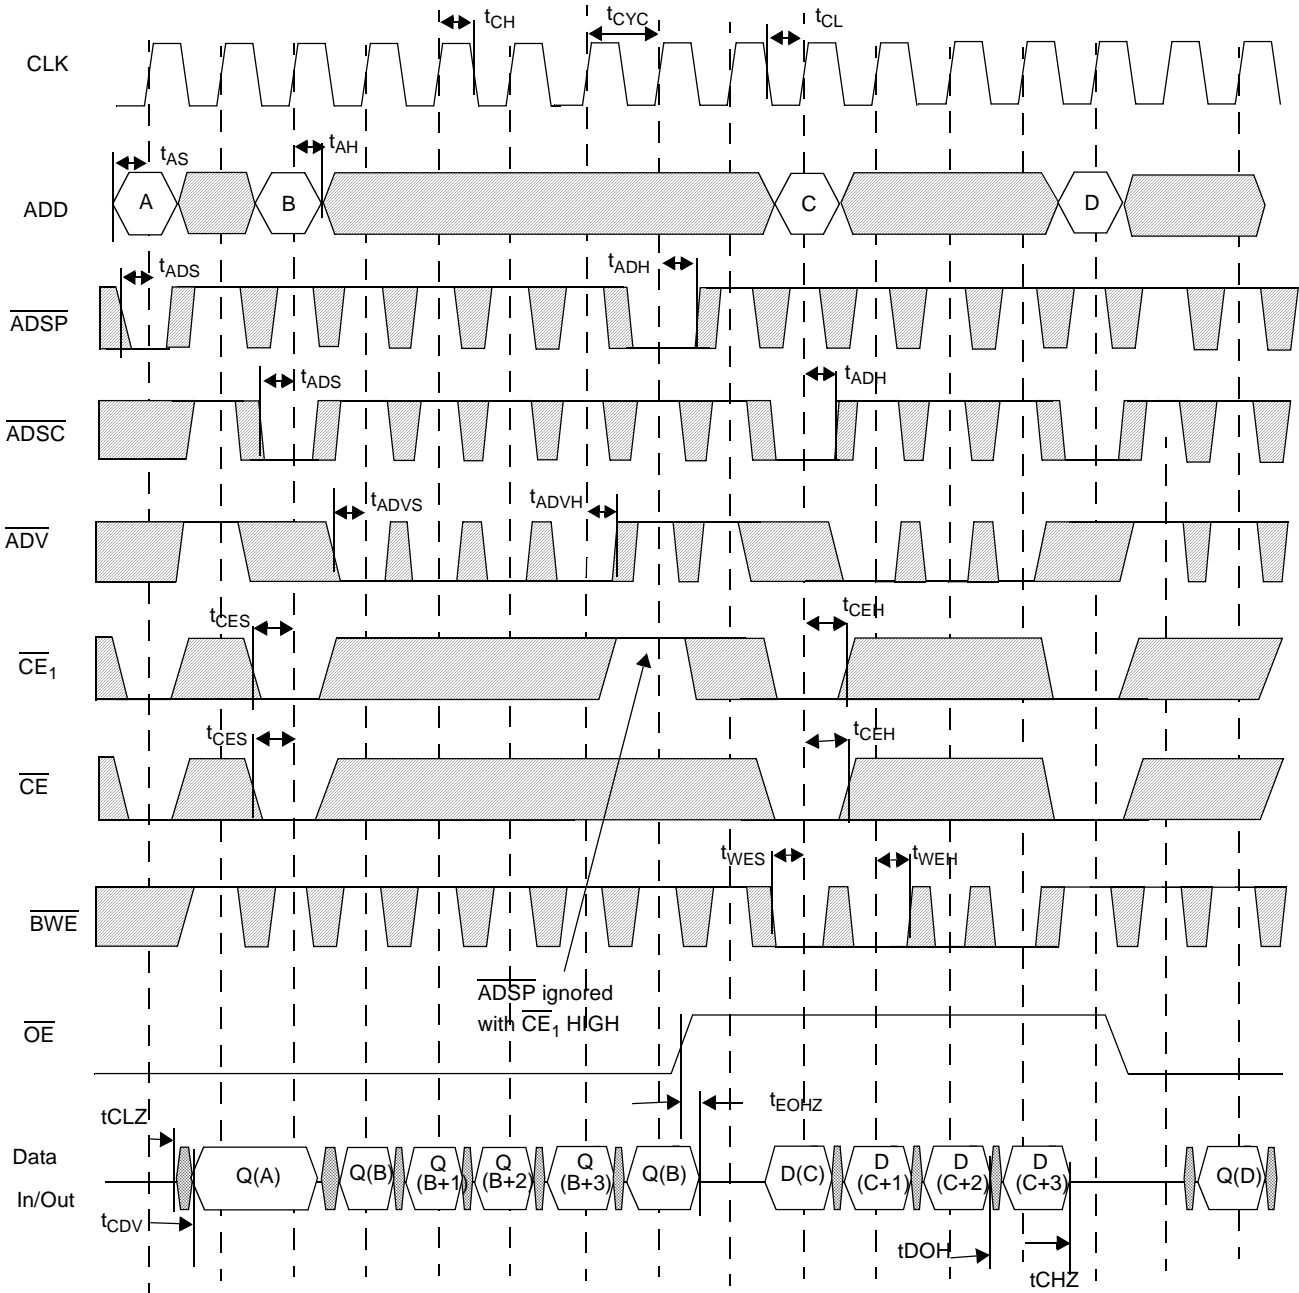 tCH
tCYC
tCL
CLK
tAS
tAH
ADD
A
B
C
D
tADS
tADH
ADSP
tADS
tADH
ADSC
tADVS
tADVH
ADV
tCES
tCEH
CE1
tCES
tCEH
CE
tWES
tWEH
BWE
ADSP ignored
with CE1 HIGH
OE
tCLZ
tEOHZ
Data
In/Out
Q(A)
Q(B)
Q
(B+1)
Q
(B+2)
Q
(B+3)
Q(B)
D(C)
D
(C+1)
D
(C+2)
D
(C+3)
Q(D)
tCDV
tDOH
tCHZ